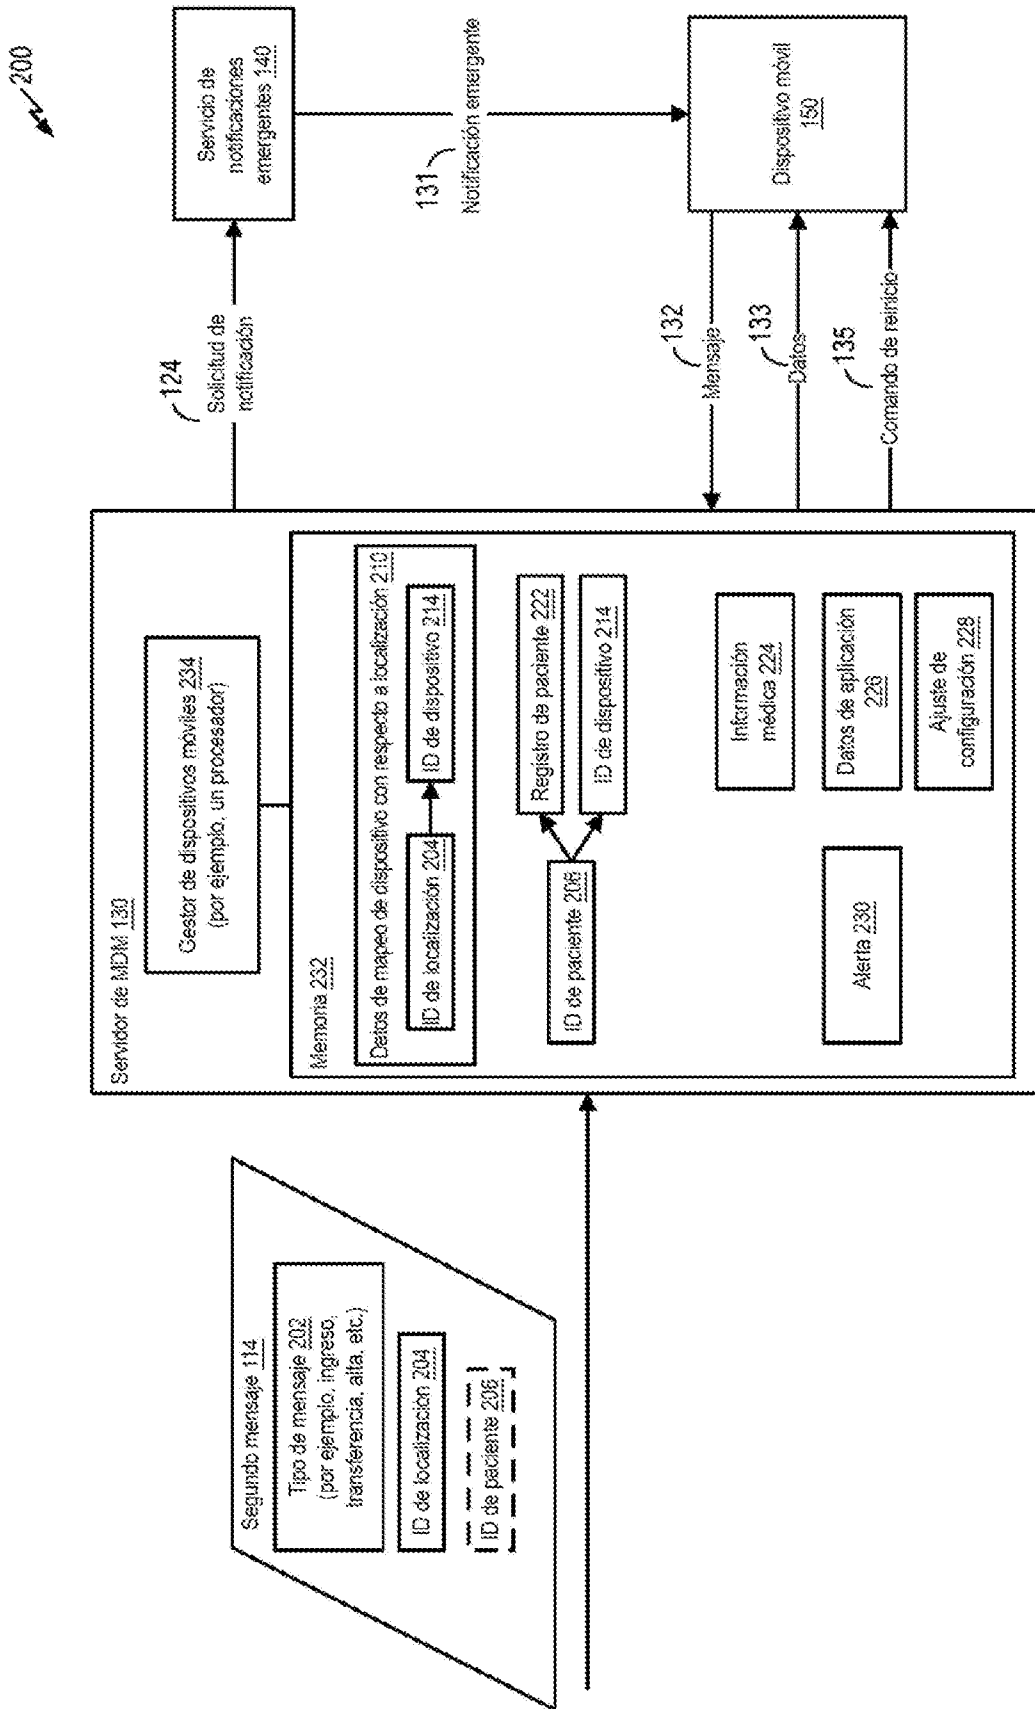 200
Segundo mensaje 114
Tipo de mensaje 202
(por ejemplo, ingreso,
transferencia, alta, etc.)
ID de localización 204
ID de paciente 206
Servidor de MDM 130
Gestor de dispositivos móviles 234
(por ejemplo, un procesador)
Memoria 232
Datos de mapeo de dispositivo con respecto a localización 210
ID de localización 204
ID de dispositivo 214
ID de paciente 206
Registro de paciente 222
ID de dispositivo 214
Información
médica 224
Alerta 230
Datos de aplicación
226
Ajuste de
configuración 228
124
Solicitud de
notificación
Servicio de
notificaciones
emergentes 140
131
Notificación emergente
132
Mensaje
133
Datos
135
Comando de reinicio
Dispositivo móvil
150